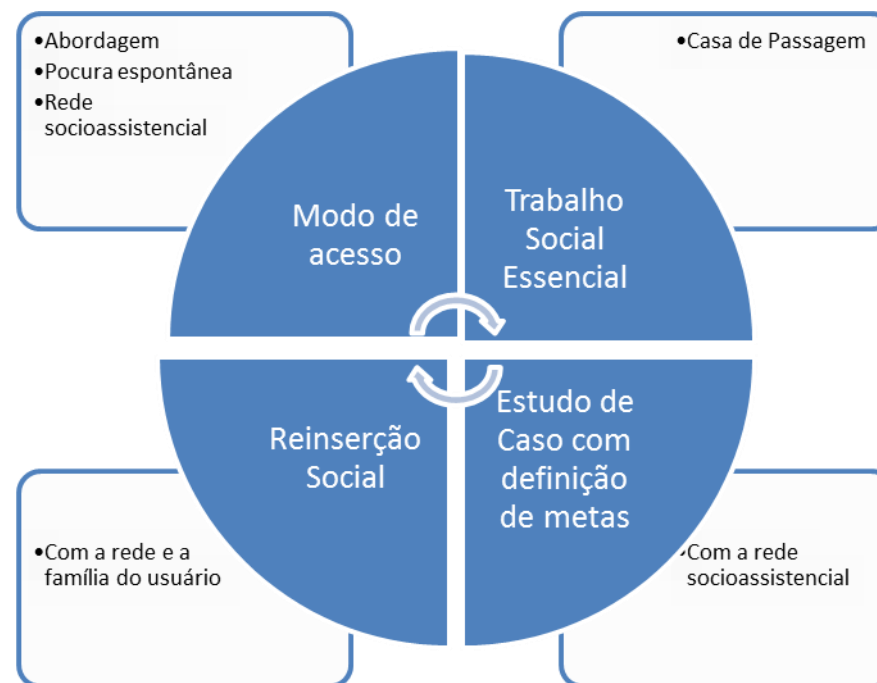 •Abordagem
•Pocura espontânea
•Rede
socioassistencial
•Casa de Passagem
Modo de
acesso
Trabalho
Social
Essencial
Reinserção
Social
Estudo de
Caso com
definição
de metas
•Com a rede e a
família do usuário
•Com a rede
socioassistencial